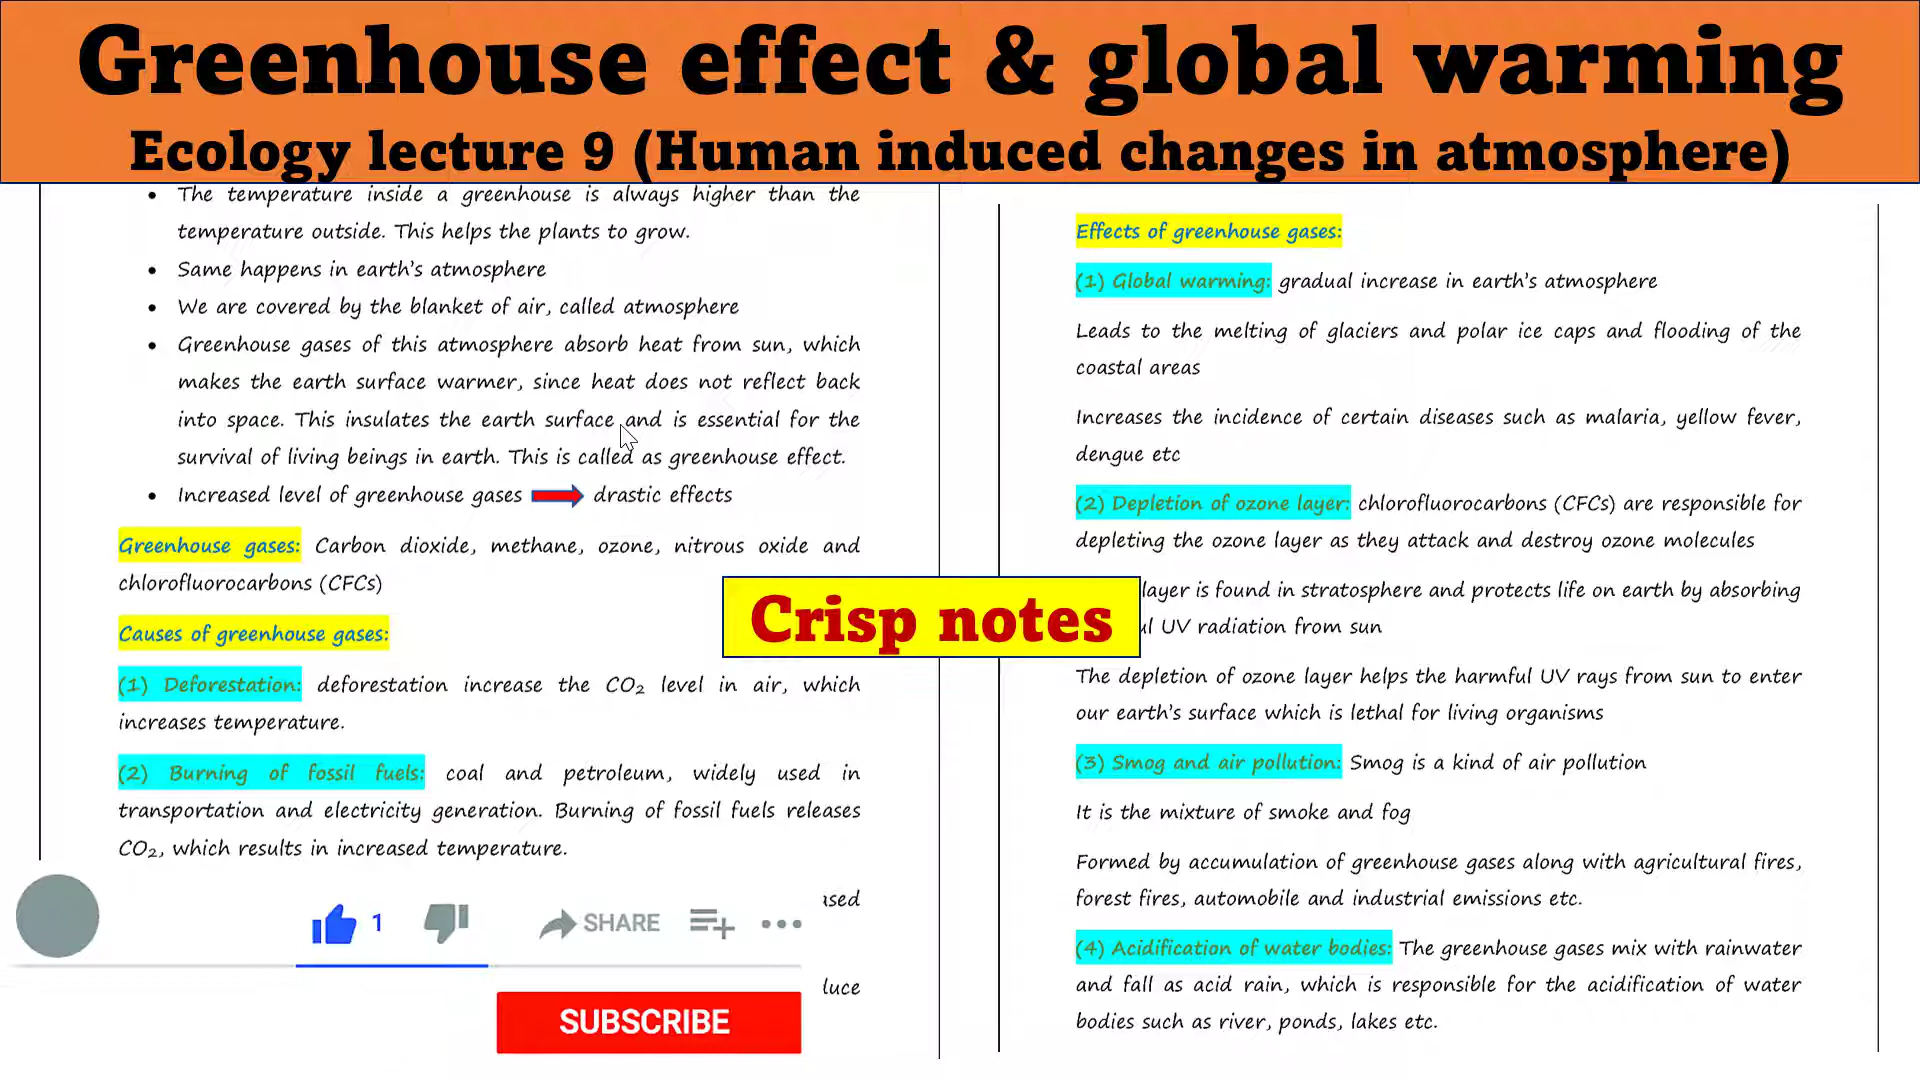 Greenhouse effect & global warming
Ecology lecture 9 (Human induced changes in atmosphere)
• The temperature inside a greenhouse is always higher than the
temperature outside. This helps the plants to grow.
• Same happens in earth's atmosphere
• We are covered by the blanket of air, called atmosphere
• Greenhouse gases of this atmosphere absorb heat from sun, which
makes the earth surface warmer, since heat does not reflect back
into space. This insulates the earth surface and is essential for the
survival of living beings in earth. This is called as greenhouse effect.
• Increased level of greenhouse gases drastic effects
Greenhouse gases: Carbon dioxide, methane, ozone, nitrous oxide and
chlorofluorocarbons (CFCs)
Causes of greenhouse gases:
(1) Deforestation: deforestation increase the CO₂ level in air, which
increases temperature.
(2) Burning of fossil fuels: coal and petroleum, widely used in
transportation and electricity generation. Burning of fossil fuels releases
CO₂, which results in increased temperature.
1 SHARE
SUBSCRIBE
Crisp notes
Effects of greenhouse gases:
(1) Global warming: gradual increase in earth's atmosphere
Leads to the melting of glaciers and polar ice caps and flooding of the
coastal areas
Increases the incidence of certain diseases such as malaria, yellow fever,
dengue etc
(2) Depletion of ozone layer: chlorofluorocarbons (CFCs) are responsible for
depleting the ozone layer as they attack and destroy ozone molecules
layer is found in stratosphere and protects life on earth by absorbing
UV radiation from sun
The depletion of ozone layer helps the harmful UV rays from sun to enter
our earth's surface which is lethal for living organisms
(3) Smog and air pollution: Smog is a kind of air pollution
It is the mixture of smoke and fog
Formed by accumulation of greenhouse gases along with agricultural fires,
forest fires, automobile and industrial emissions etc.
(4) Acidification of water bodies: The greenhouse gases mix with rainwater
and fall as acid rain, which is responsible for the acidification of water
bodies such as river, ponds, lakes etc.